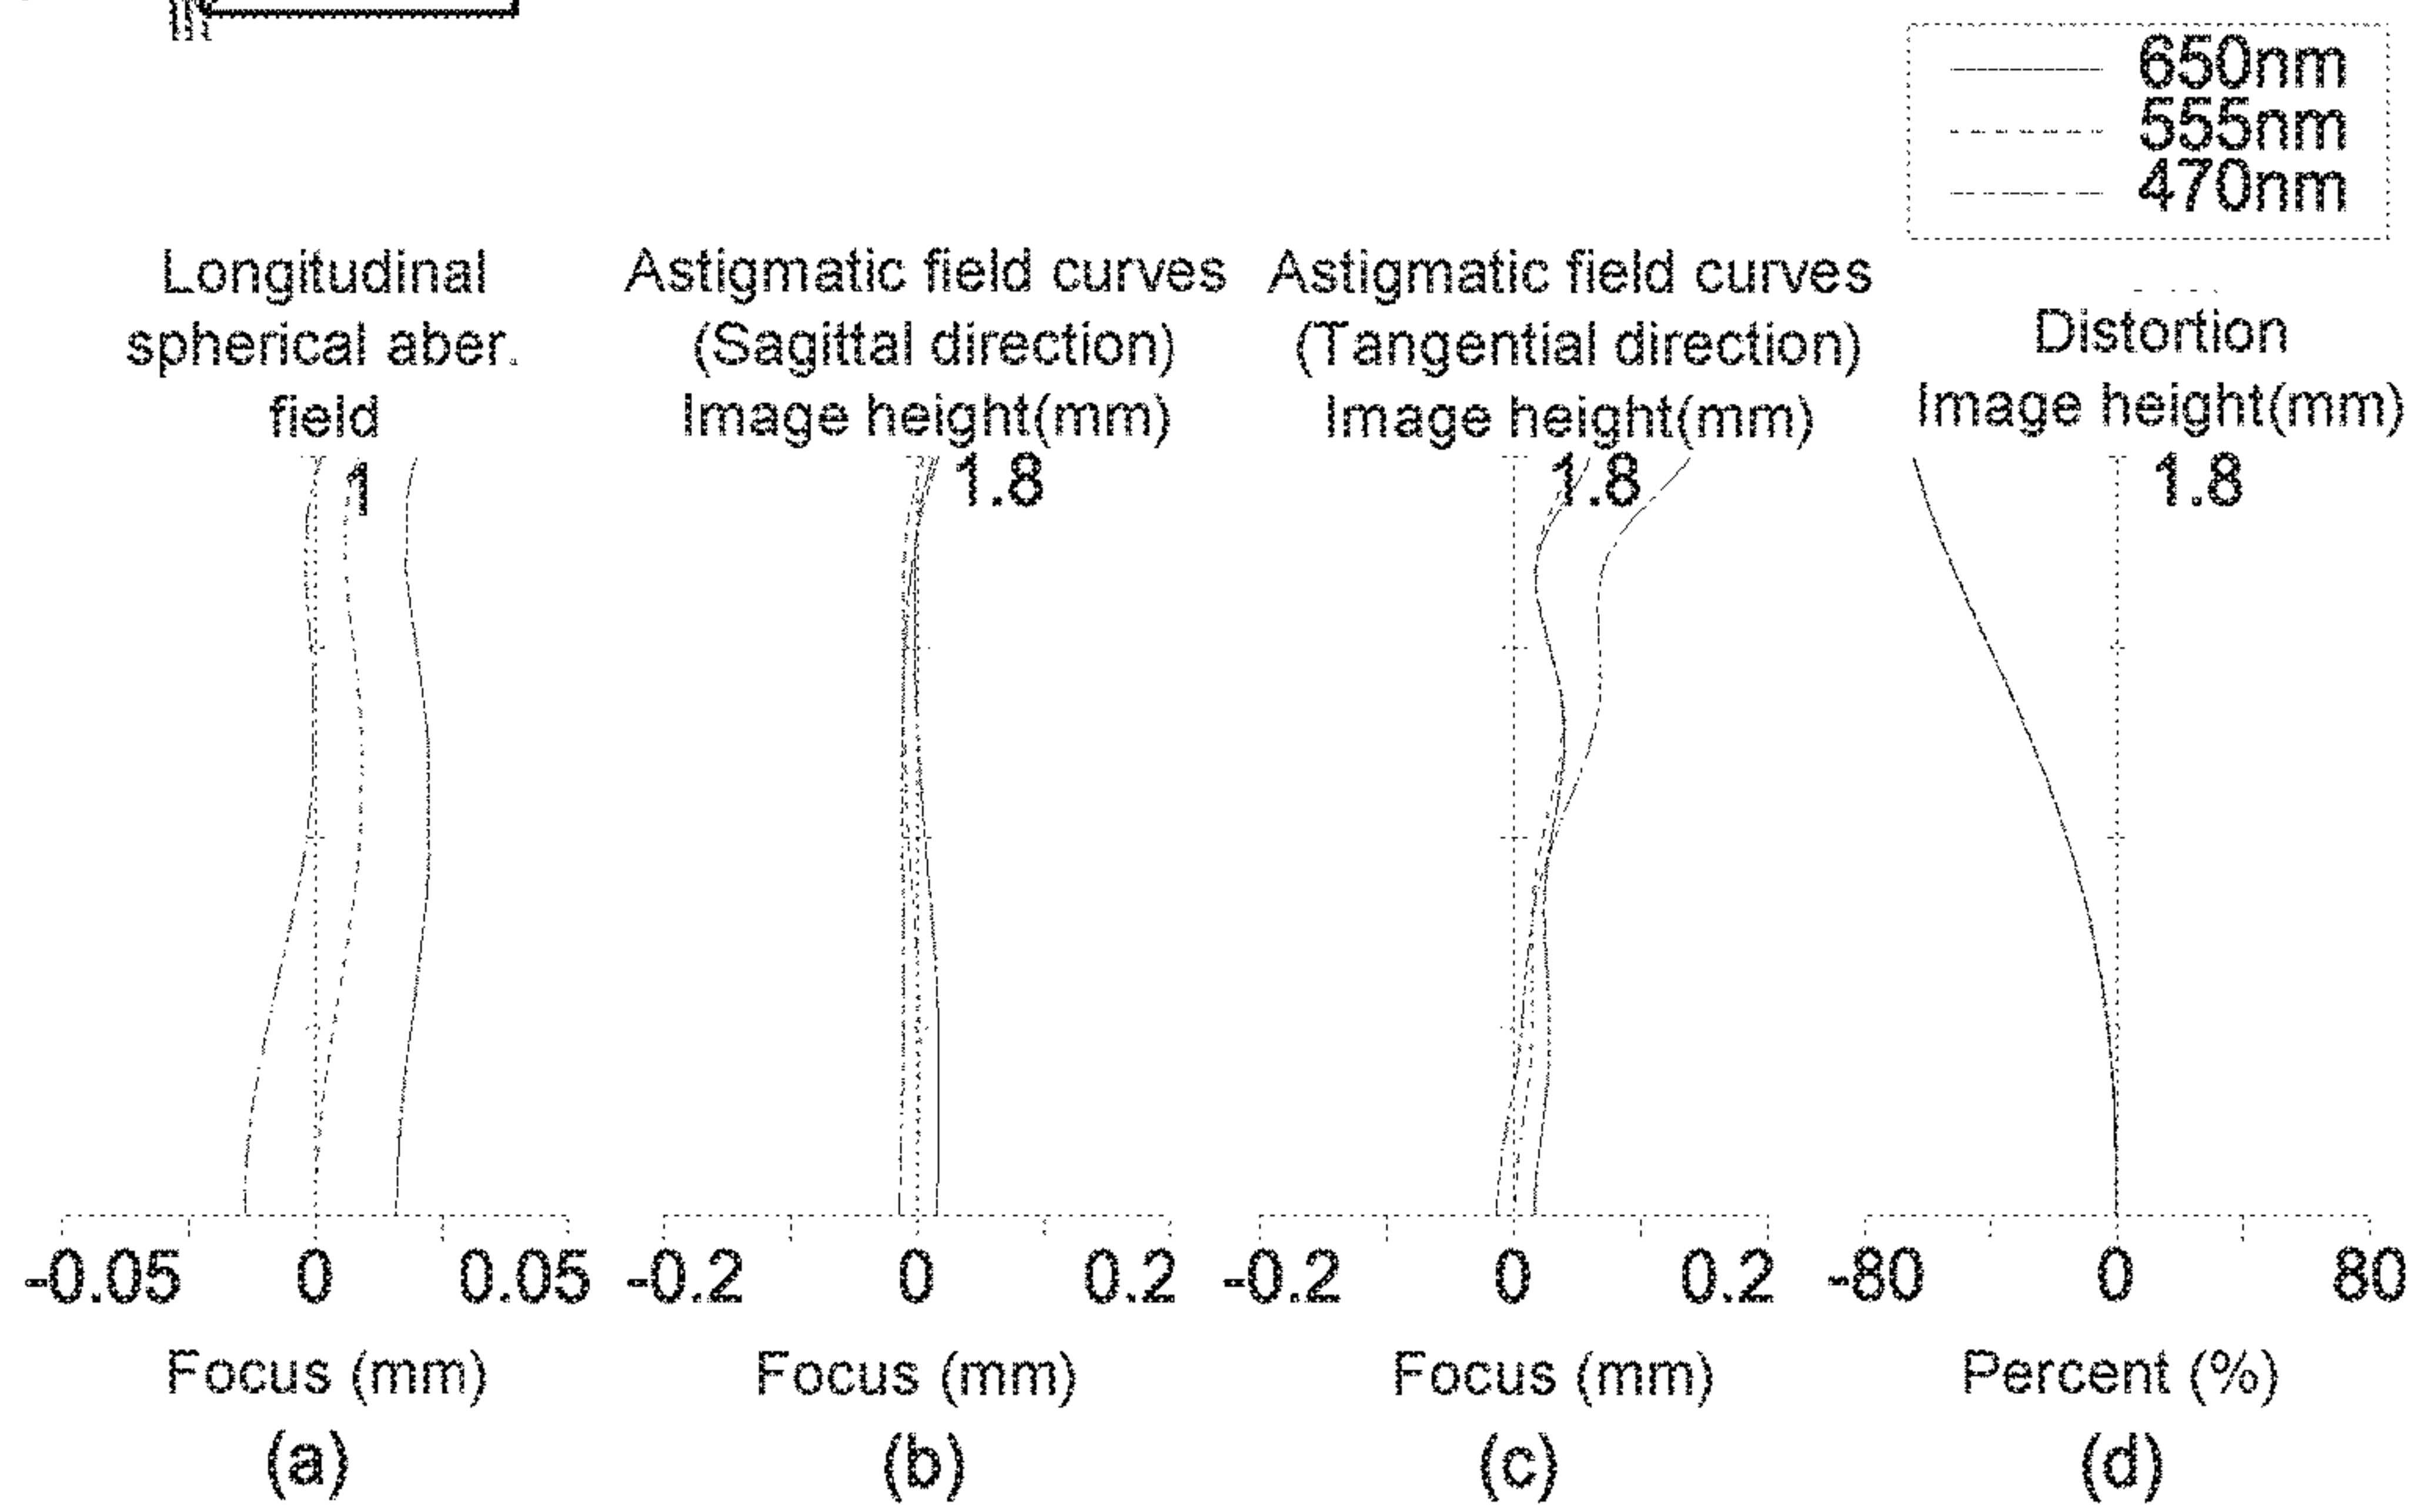 650nm
555nm
470nm
Longitudinal
spherical aber.
field
1
Astigmatic field curves
(Sagittal direction)
Image height(mm)
1.8
Astigmatic field curves
(Tangential direction)
Image height(mm)
1.8
Distortion
Image height(mm)
1.8
-0.05 0 0.05
Focus (mm)
(a)
-0.2 0 0.2
Focus (mm)
(b)
-0.2 0 0.2
Focus (mm)
(c)
-80 0 80
Percent (%)
(d)